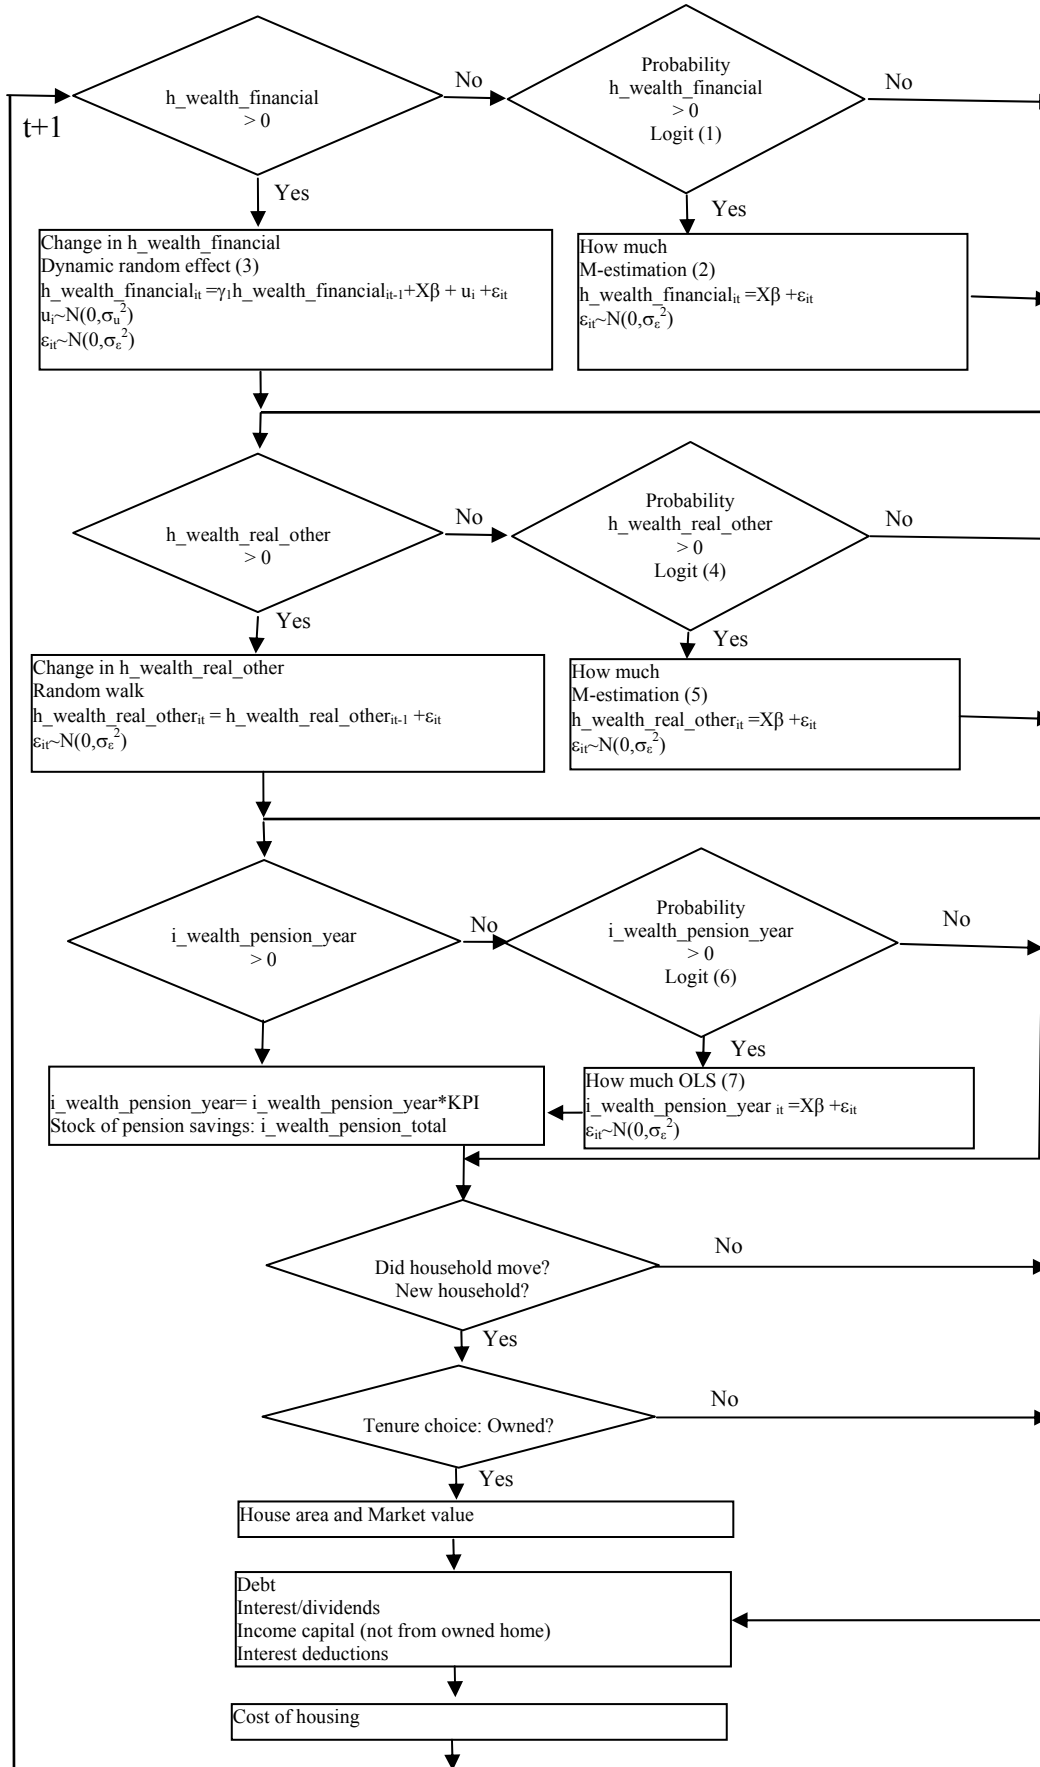 h_wealth_financial
> 0
No
Probability
h_wealth_financial
> 0
Logit (1)
No
t+1
Yes
Yes
Change in h_wealth_financial
Dynamic random effect (3)
h_wealth_financialit =γ1h_wealth_financialit-1+Xβ + ui +εit
ui~N(0,σu2)
εit~N(0,σε2)
How much
M-estimation (2)
h_wealth_financialit =Xβ +εit
εit~N(0,σε2)
h_wealth_real_other
> 0
No
Probability
h_wealth_real_other
> 0
Logit (4)
No
Yes
Yes
Change in h_wealth_real_other
Random walk
h_wealth_real_otherit = h_wealth_real_otherit-1 +εit
εit~N(0,σε2)
How much
M-estimation (5)
h_wealth_real_otherit =Xβ +εit
εit~N(0,σε2)
i_wealth_pension_year
> 0
No
Probability
i_wealth_pension_year
> 0
Logit (6)
No
Yes
i_wealth_pension_year= i_wealth_pension_year*KPI
Stock of pension savings: i_wealth_pension_total
How much OLS (7)
i_wealth_pension_year it =Xβ +εit
εit~N(0,σε2)
Did household move?
New household?
No
Yes
Tenure choice: Owned?
No
Yes
House area and Market value
Debt
Interest/dividends
Income capital (not from owned home)
Interest deductions
Cost of housing